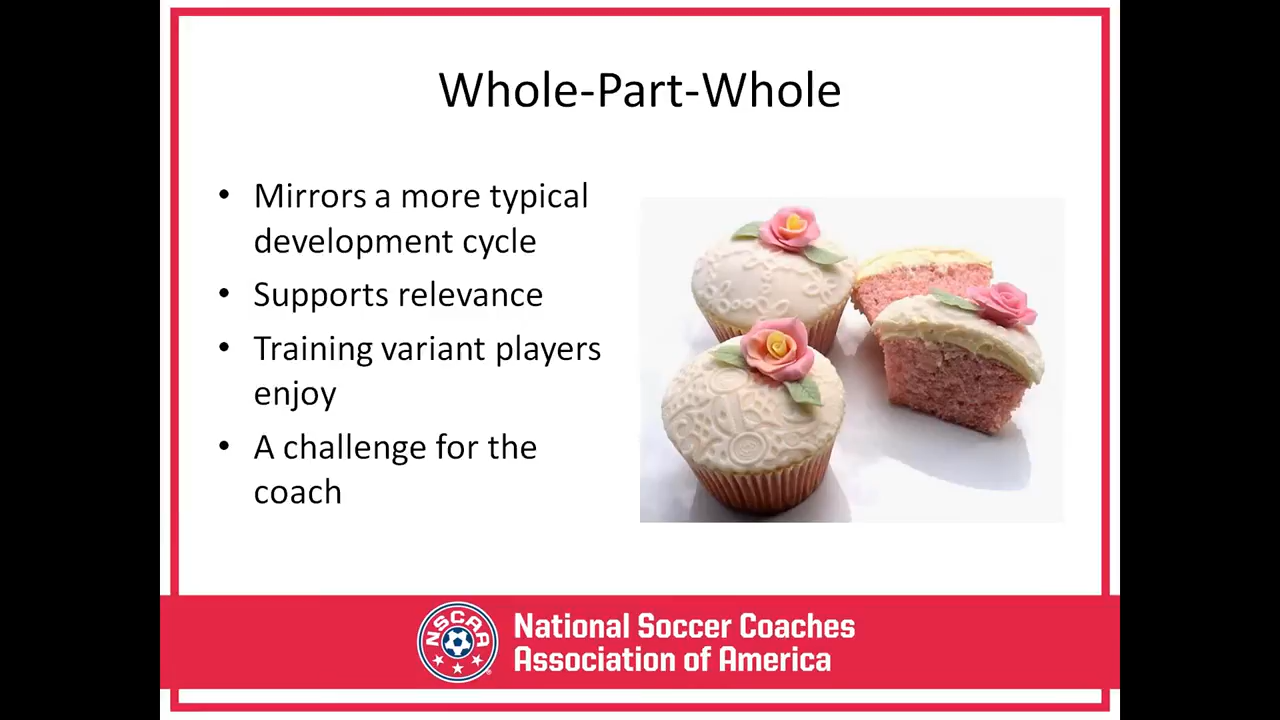 Whole-Part-Whole
• Mirrors a more typical
development cycle
• Supports relevance
• Training variant players
enjoy
• A challenge for the
coach
NSCAA
National Soccer Coaches
Association of America